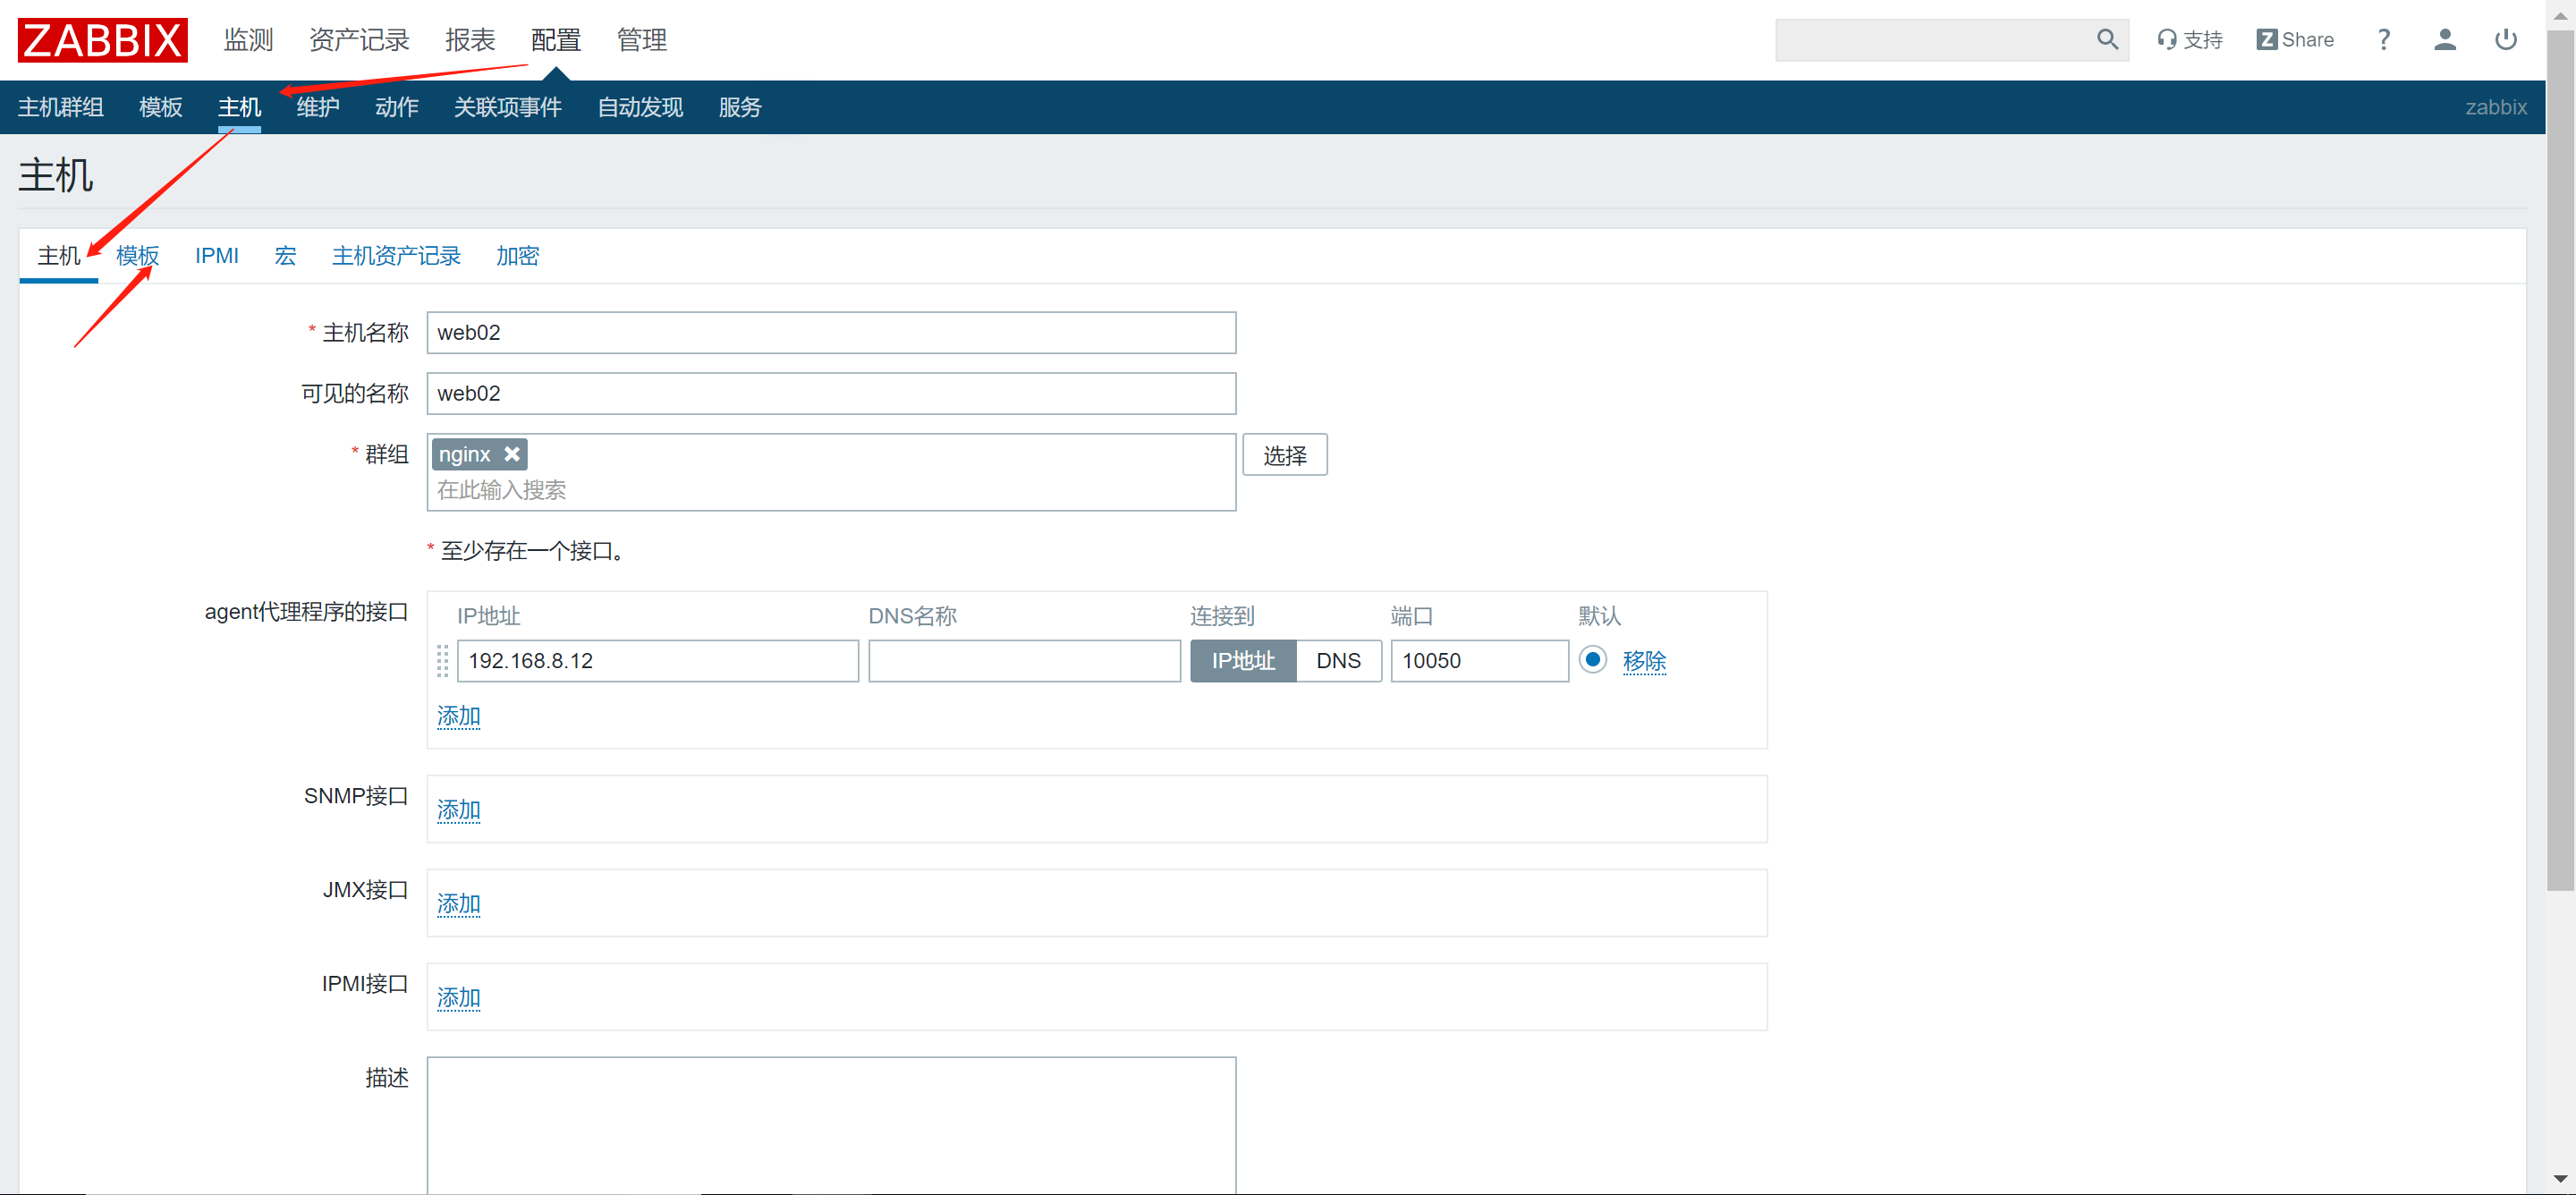 ZABBIX 监测 资产记录 报表 配置 管理 支持 Z Share ?
主机群组 模板 主机 维护 动作 关联项事件 自动发现 服务 zabbix
主机
主机 模板 IPMI 宏 主机资产记录 加密
* 主机名称 web02
可见的名称 web02
* 群组 nginx 选择
在此输入搜索
* 至少存在一个接口。
agent代理程序的接口 IP地址 DNS名称 连接到 端口 默认
192.168.8.12 IP地址 DNS 10050 移除
添加
SNMP接口 添加
JMX接口 添加
IPMI接口 添加
描述